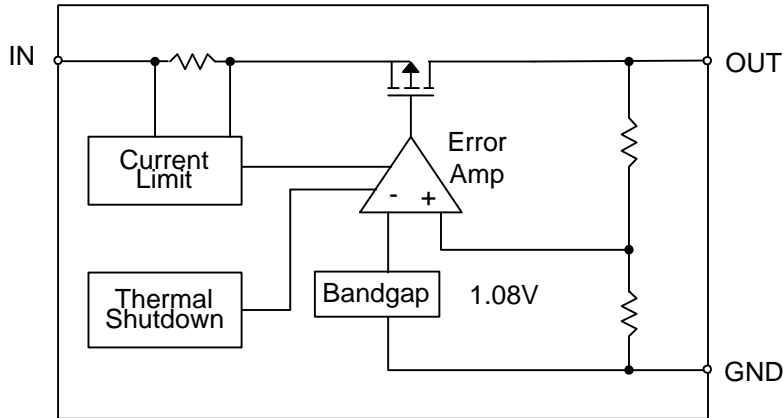 IN
OUT
Error
Amp
Current
Limit
-
+
Thermal
Shutdown
Bandgap
1.08V
GND